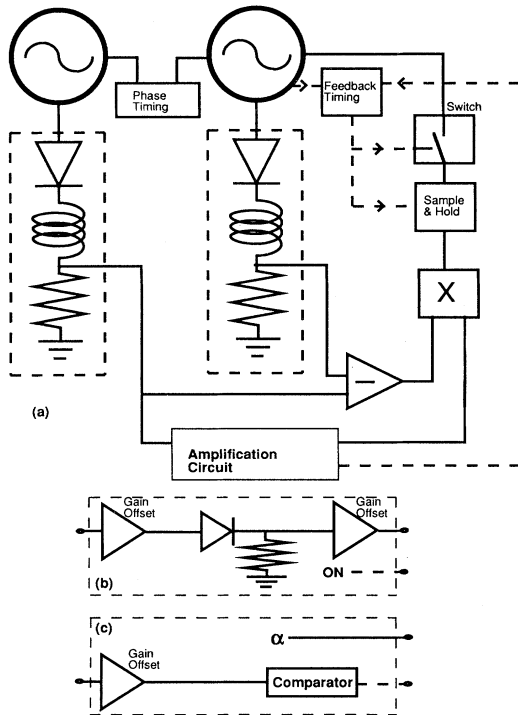 Phase
Timing
Feedback
Timing
Switch
Sample
& Hold
X
(a)
Amplification
Circuit
Gain
Offset
Gain
Offset
ON
(b)
(c)
α
Gain
Offset
Comparator